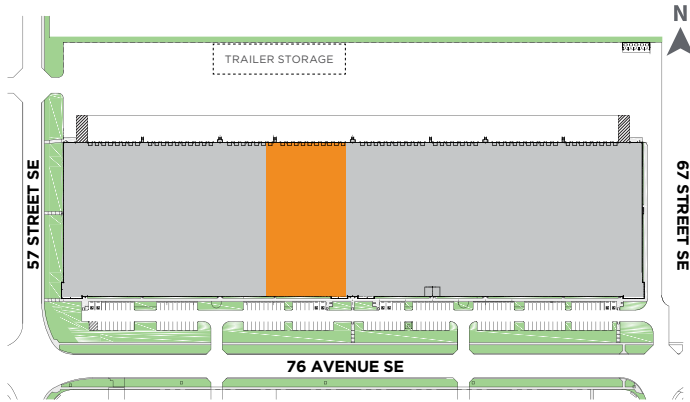 N
TRAILER STORAGE
57 STREET SE
67 STREET SE
76 AVENUE SE